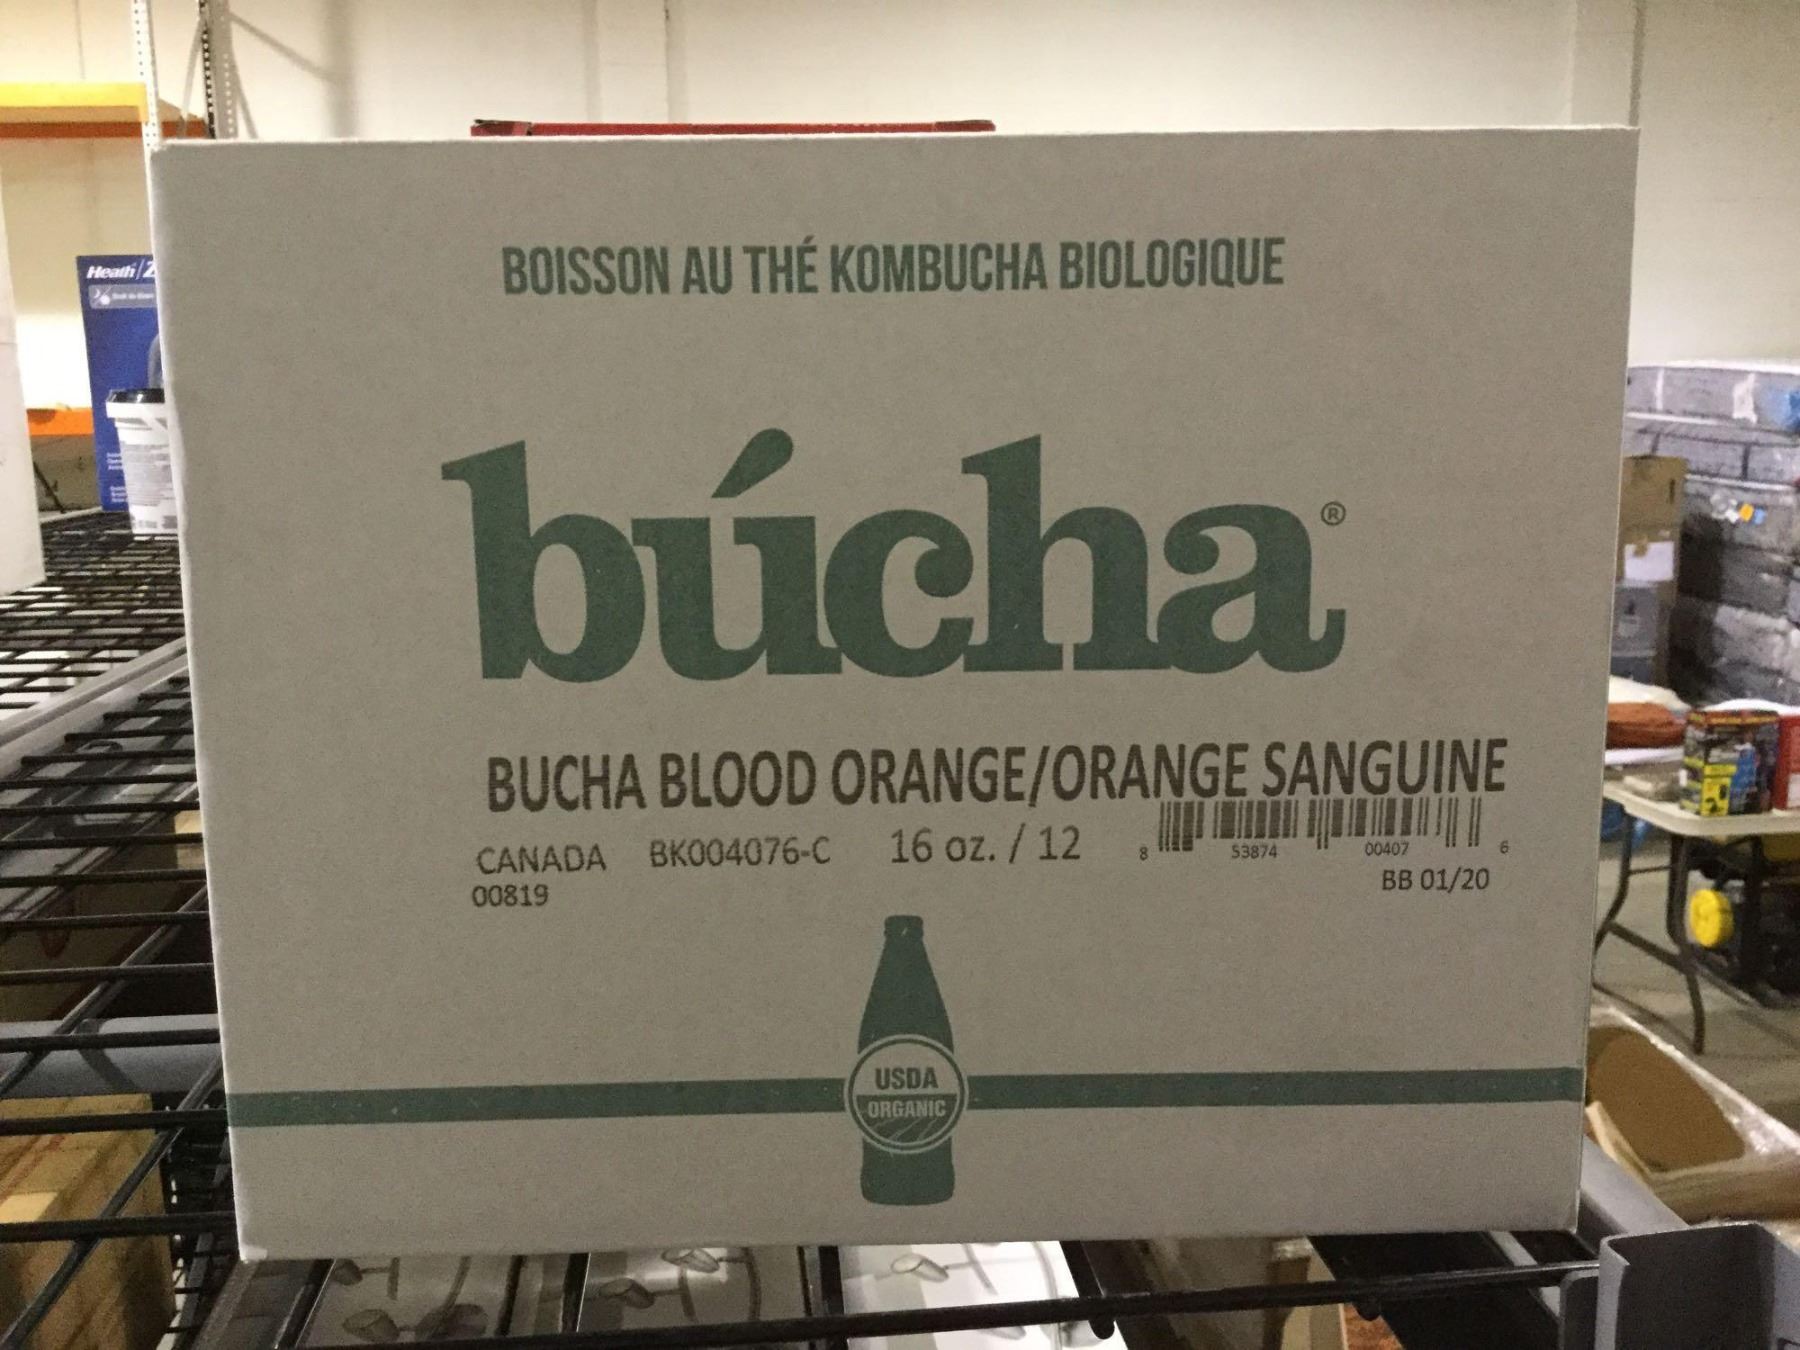 Heath/Z
BOISSON AU THÉ KOMBUCHA BIOLOGIQUE
búcha®
BUCHA BLOOD ORANGE/ORANGE SANGUINE
CANADA BK004076-C 16 oz. / 12
8 53874 00407 6
00819
BB 01/20
USDA
ORGANIC